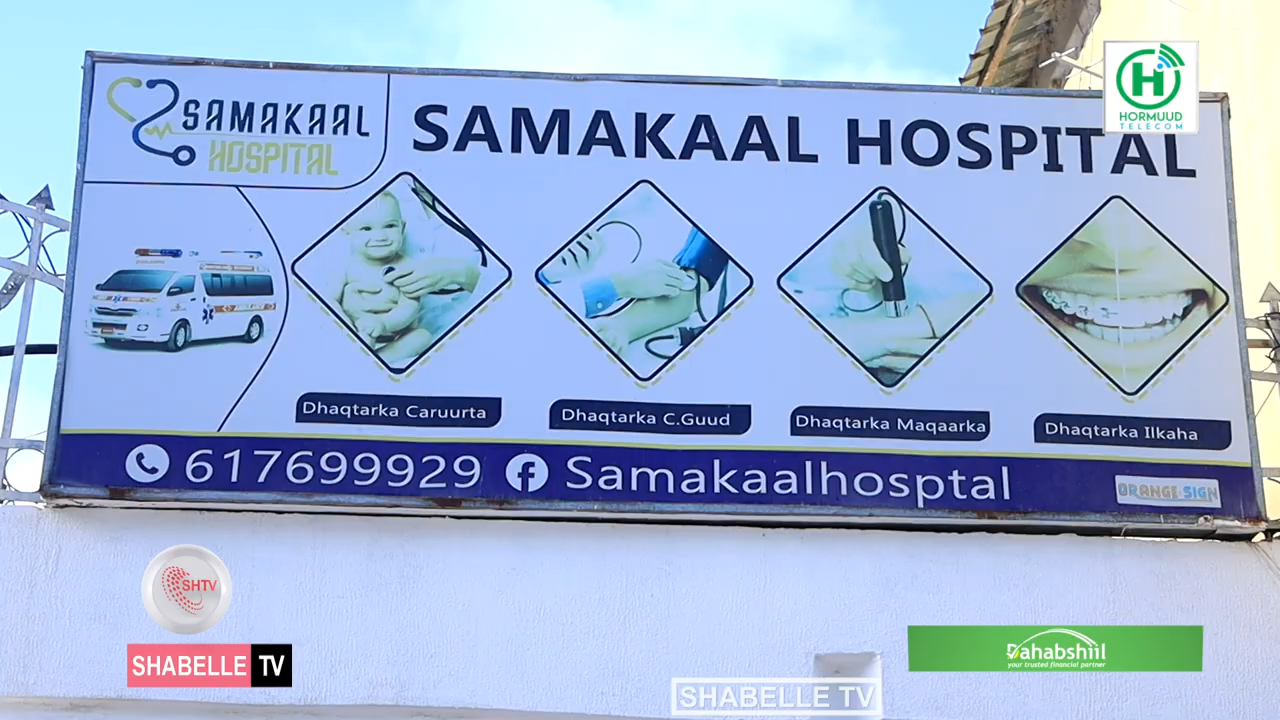 SAMAKAAL
HOSPITAL
SAMAKAAL HOSPITAL
HORMUUD
TELECOM
Dhaqtarka Caruurta
Dhaqtarka C.Guud
Dhaqtarka Maqaarka
Dhaqtarka Ilkaha
617699929
Samakaalhosptal
ORANGE SIGN
SHTV
SHABELLE TV
Dahabshiil
your trusted financial partner
SHABELLE TV